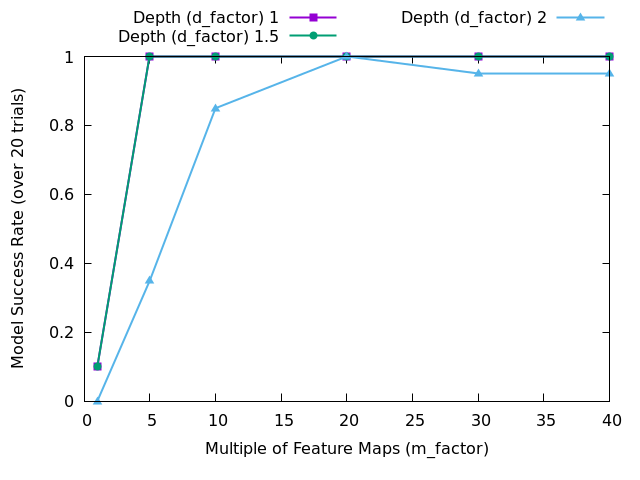 Depth (d_factor) 1
Depth (d_factor) 1.5
Depth (d_factor) 2
Model Success Rate (over 20 trials)
1
0.8
0.6
0.4
0.2
0
0 5 10 15 20 25 30 35 40
Multiple of Feature Maps (m_factor)